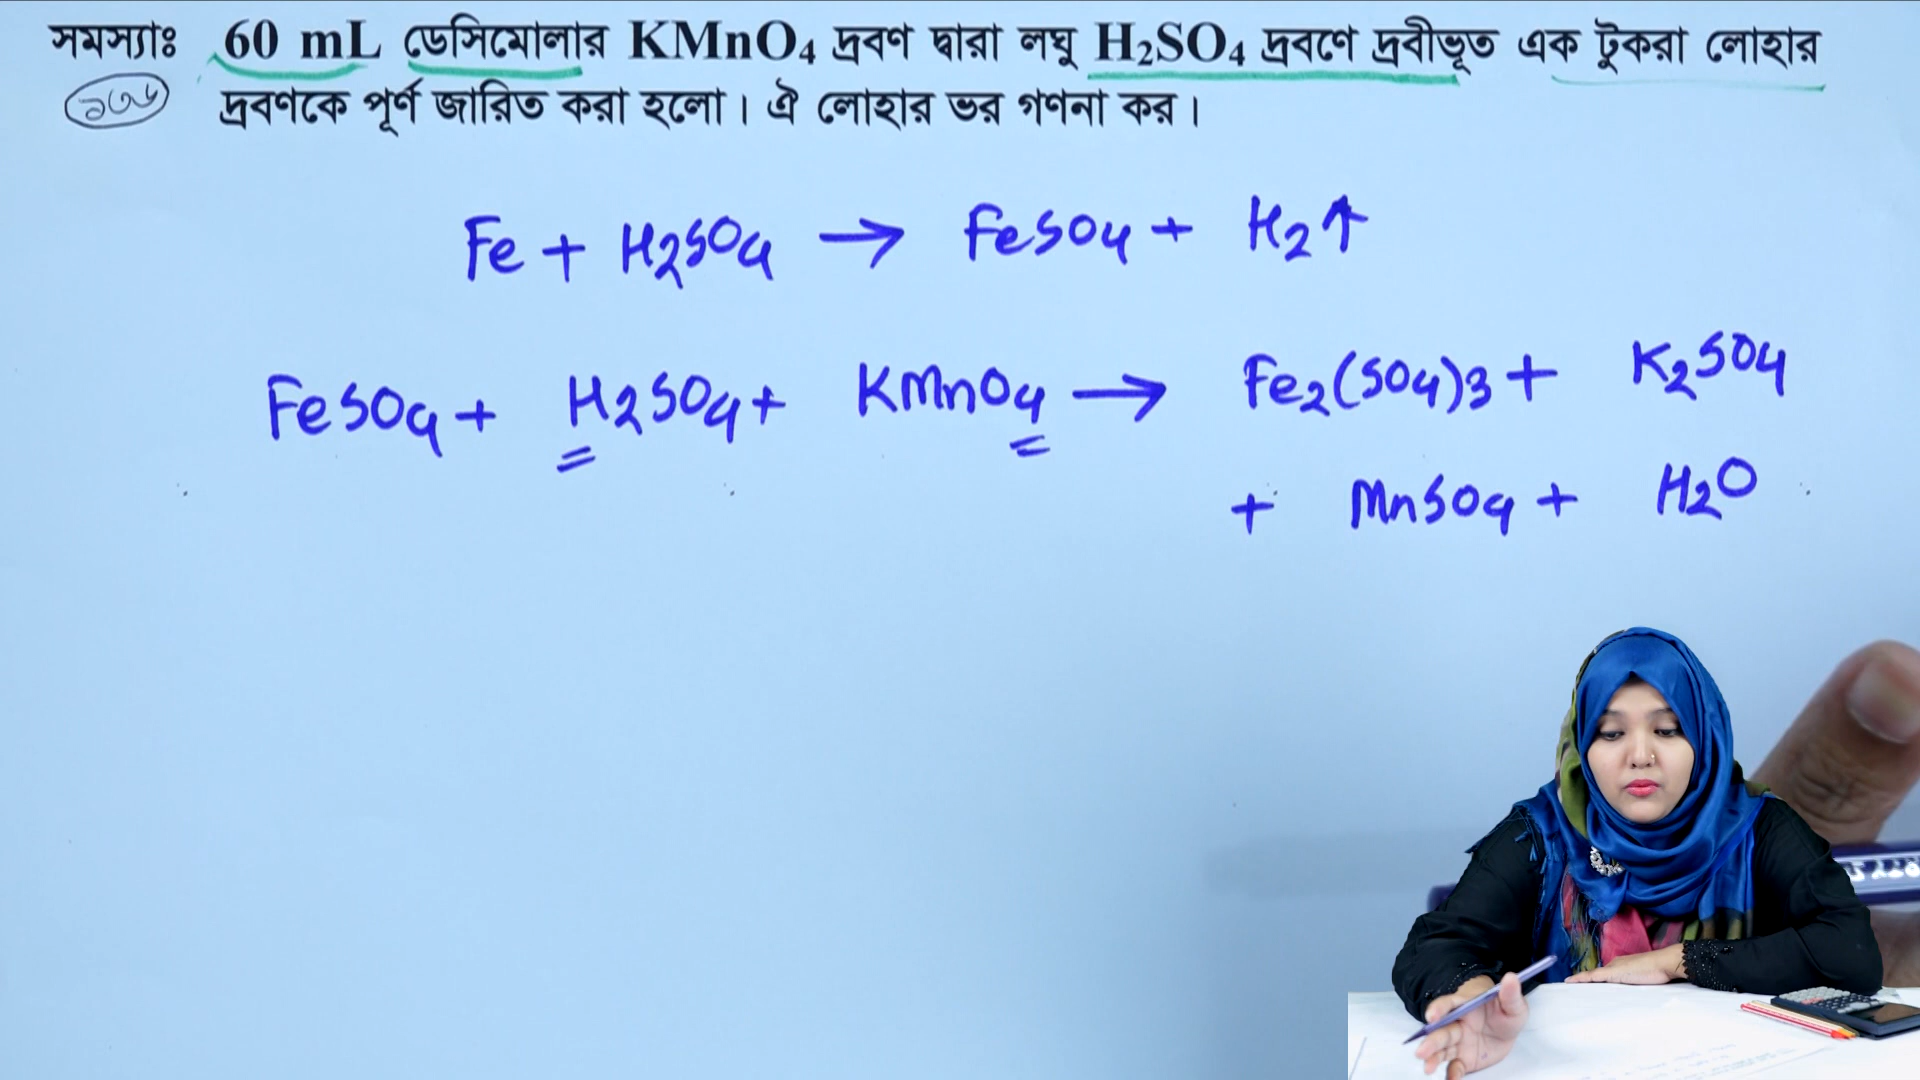 সমস্যাঃ 60 mL ডেসিমোলার KMnO₄ দ্রবণ দ্বারা লঘু H₂SO₄ দ্রবণে দ্রবীভূত এক টুকরা লোহার
১৩৬ দ্রবণকে পূর্ণ জারিত করা হলো। ঐ লোহার ভর গণনা কর।
Fe + H₂SO₄ → FeSO₄ + H₂↑
FeSO₄ + H₂SO₄ + KMnO₄ → Fe₂(SO₄)₃ + K₂SO₄
+ MnSO₄ + H₂O